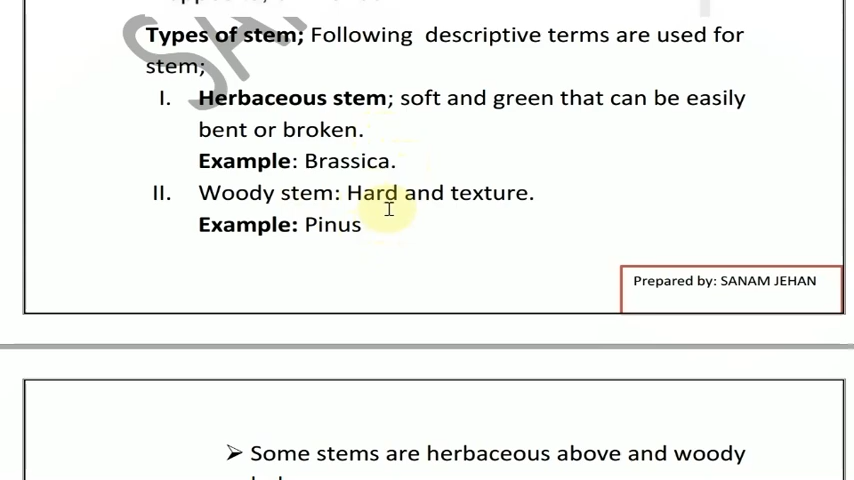 Types of stem; Following descriptive terms are used for
stem;
I. Herbaceous stem; soft and green that can be easily
bent or broken.
Example: Brassica.
II. Woody stem: Hard and texture.
Example: Pinus
Prepared by: SANAM JEHAN
➢ Some stems are herbaceous above and woody